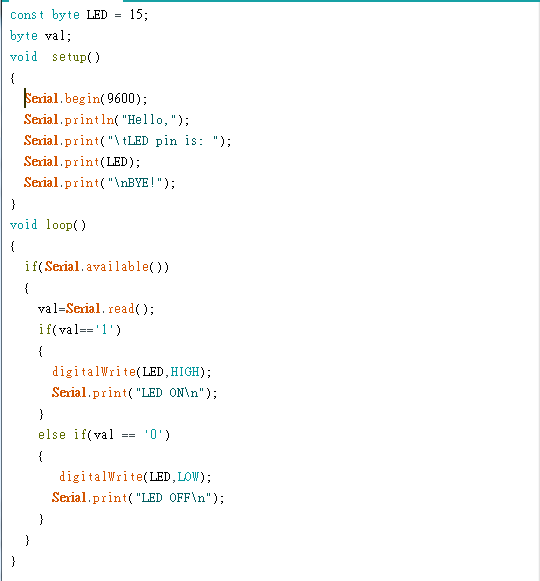 const byte LED = 15;
byte val;
void  setup()
{
  Serial.begin(9600);
  Serial.println("Hello,");
  Serial.print("\tLED pin is: ");
  Serial.print(LED);
  Serial.print("\nBYE!");
}
void loop()
{
  if(Serial.available())
  {
    val=Serial.read();
    if(val=='1')
    {
      digitalWrite(LED,HIGH);
      Serial.print("LED ON\n");
    }
    else if(val == '0')
    {
       digitalWrite(LED,LOW);
      Serial.print("LED OFF\n");
    }
  }
}